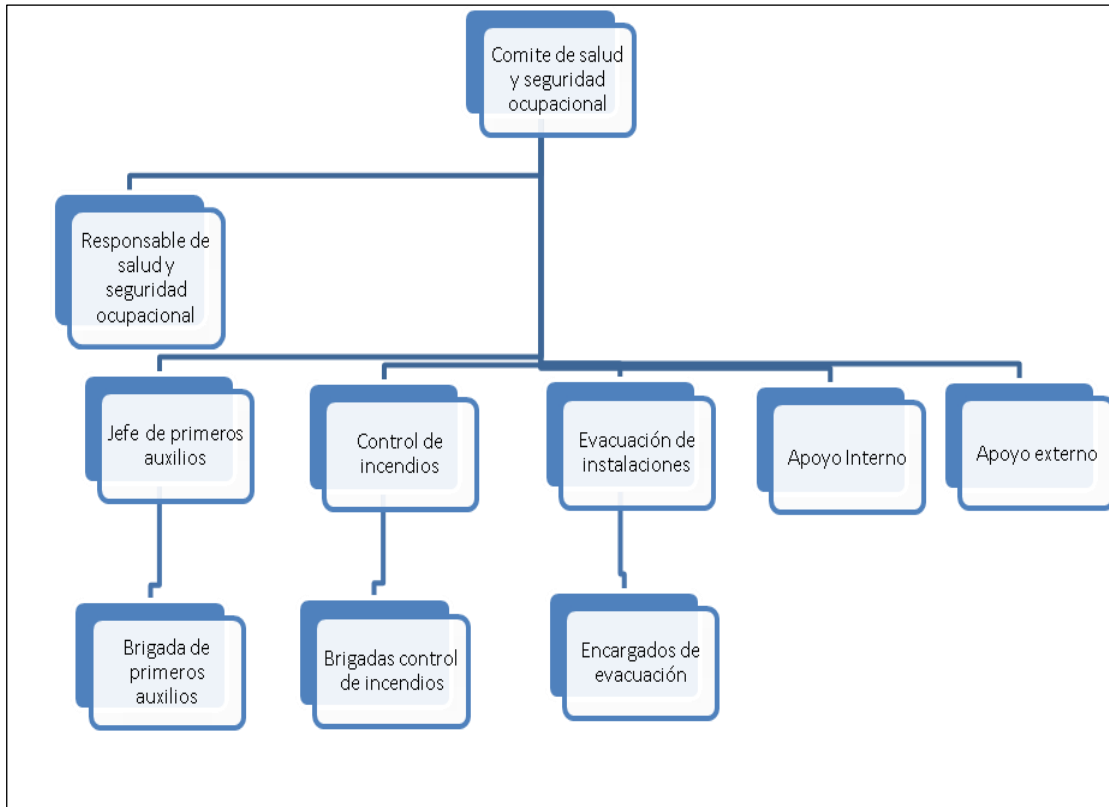 Comite de salud
y seguridad
ocupacional
Responsable de
salud y
seguridad
ocupacional
Jefe de primeros
auxilios
Control de
incendios
Evacuación de
instalaciones
Apoyo Interno
Apoyo externo
Brigada de
primeros
auxilios
Brigadas control
de incendios
Encargados de
evacuación